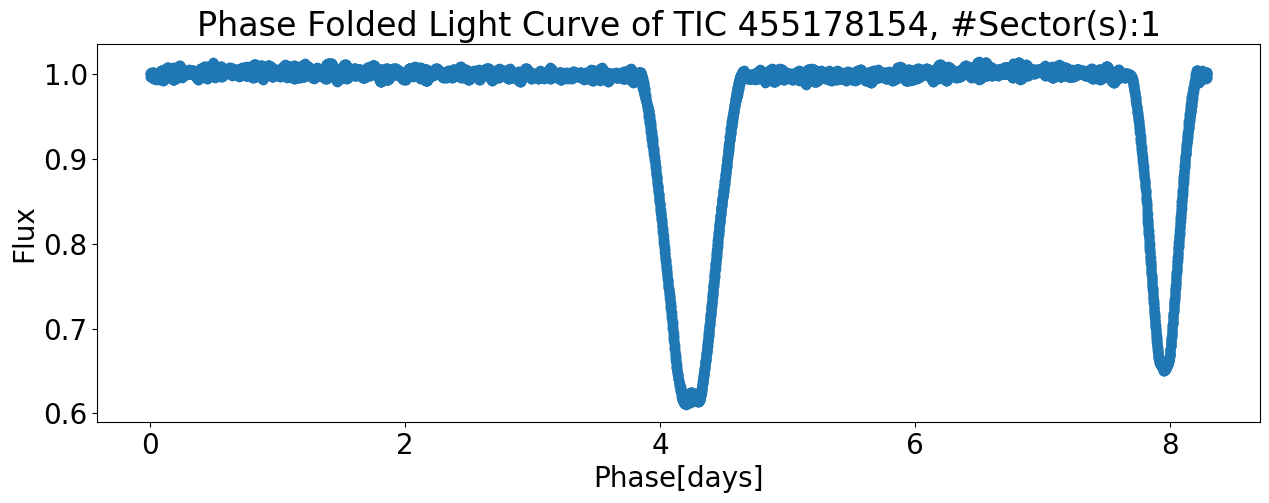 Phase Folded Light Curve of TIC 455178154, #Sector(s):1
1.0
0.9
0.8
0.7
0.6
Flux
0 2 4 6 8
Phase[days]